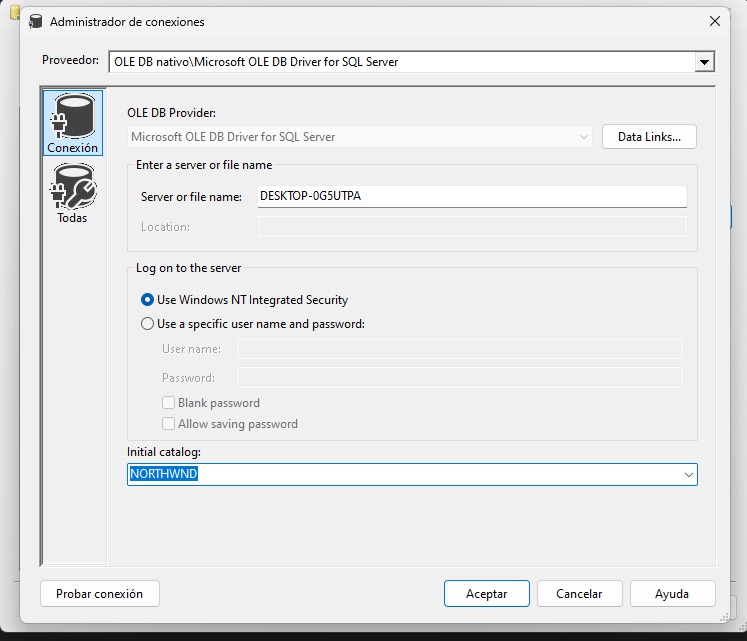 Administrador de conexiones
Proveedor: OLE DB nativo\Microsoft OLE DB Driver for SQL Server
Conexión
Todas
OLE DB Provider:
Microsoft OLE DB Driver for SQL Server
Data Links...
Enter a server or file name
Server or file name: DESKTOP-0G5UTPA
Location:
Log on to the server
Use Windows NT Integrated Security
Use a specific user name and password:
User name:
Password:
Blank password
Allow saving password
Initial catalog:
NORTHWND
Probar conexión
Aceptar
Cancelar
Ayuda